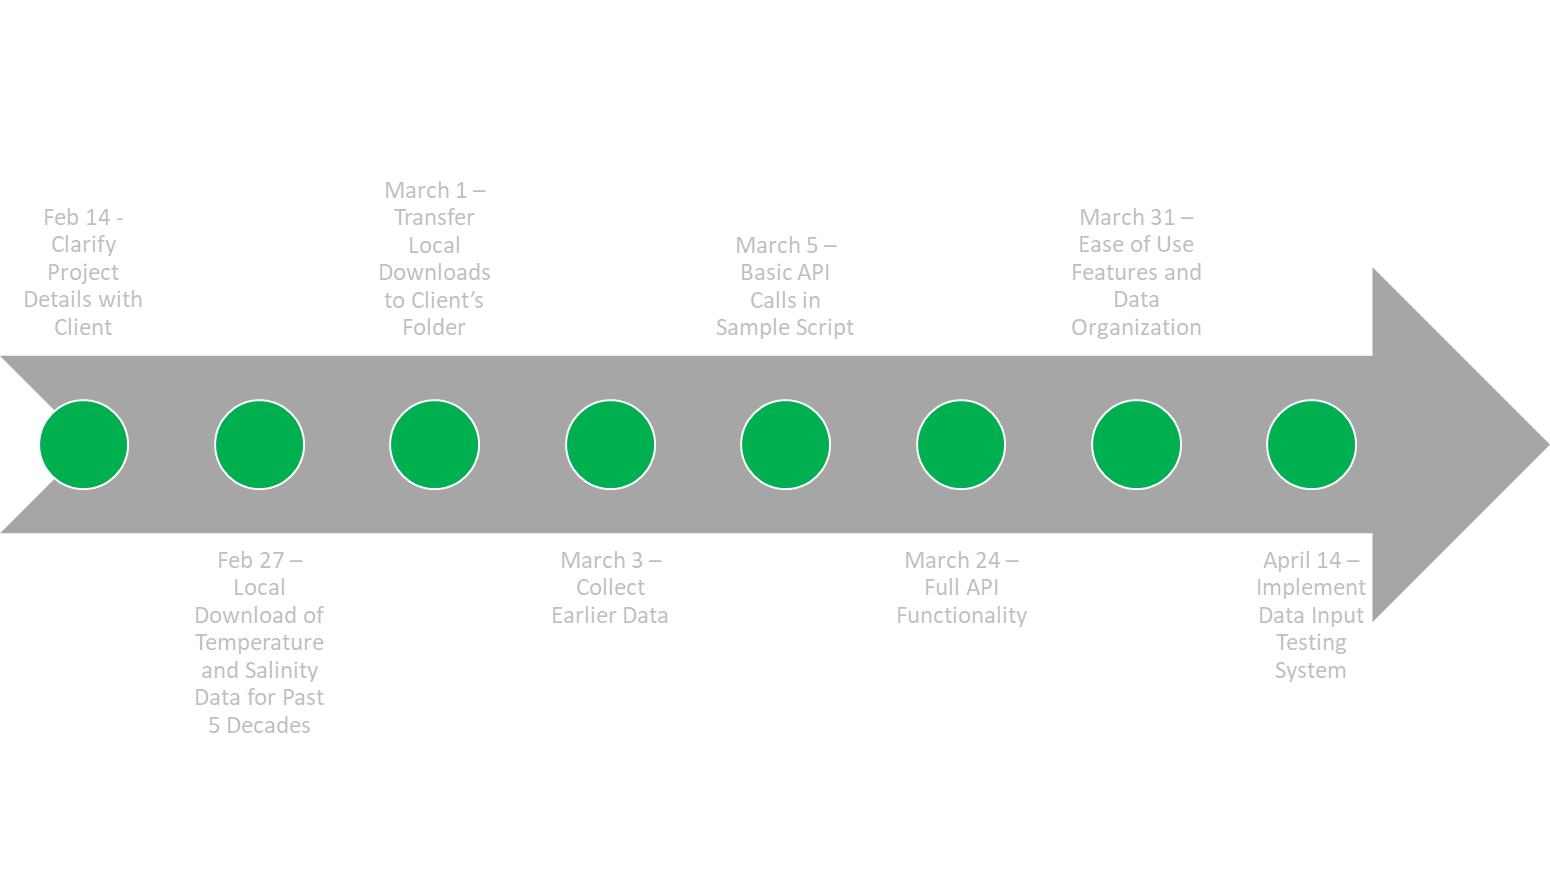 Feb 14 -
Clarify
Project
Details with
Client
Feb 27 –
Local
Download of
Temperature
and Salinity
Data for Past
5 Decades
March 1 –
Transfer
Local
Downloads
to Client’s
Folder
March 3 –
Collect
Earlier Data
March 5 –
Basic API
Calls in
Sample Script
March 24 –
Full API
Functionality
March 31 –
Ease of Use
Features and
Data
Organization
April 14 –
Implement
Data Input
Testing
System